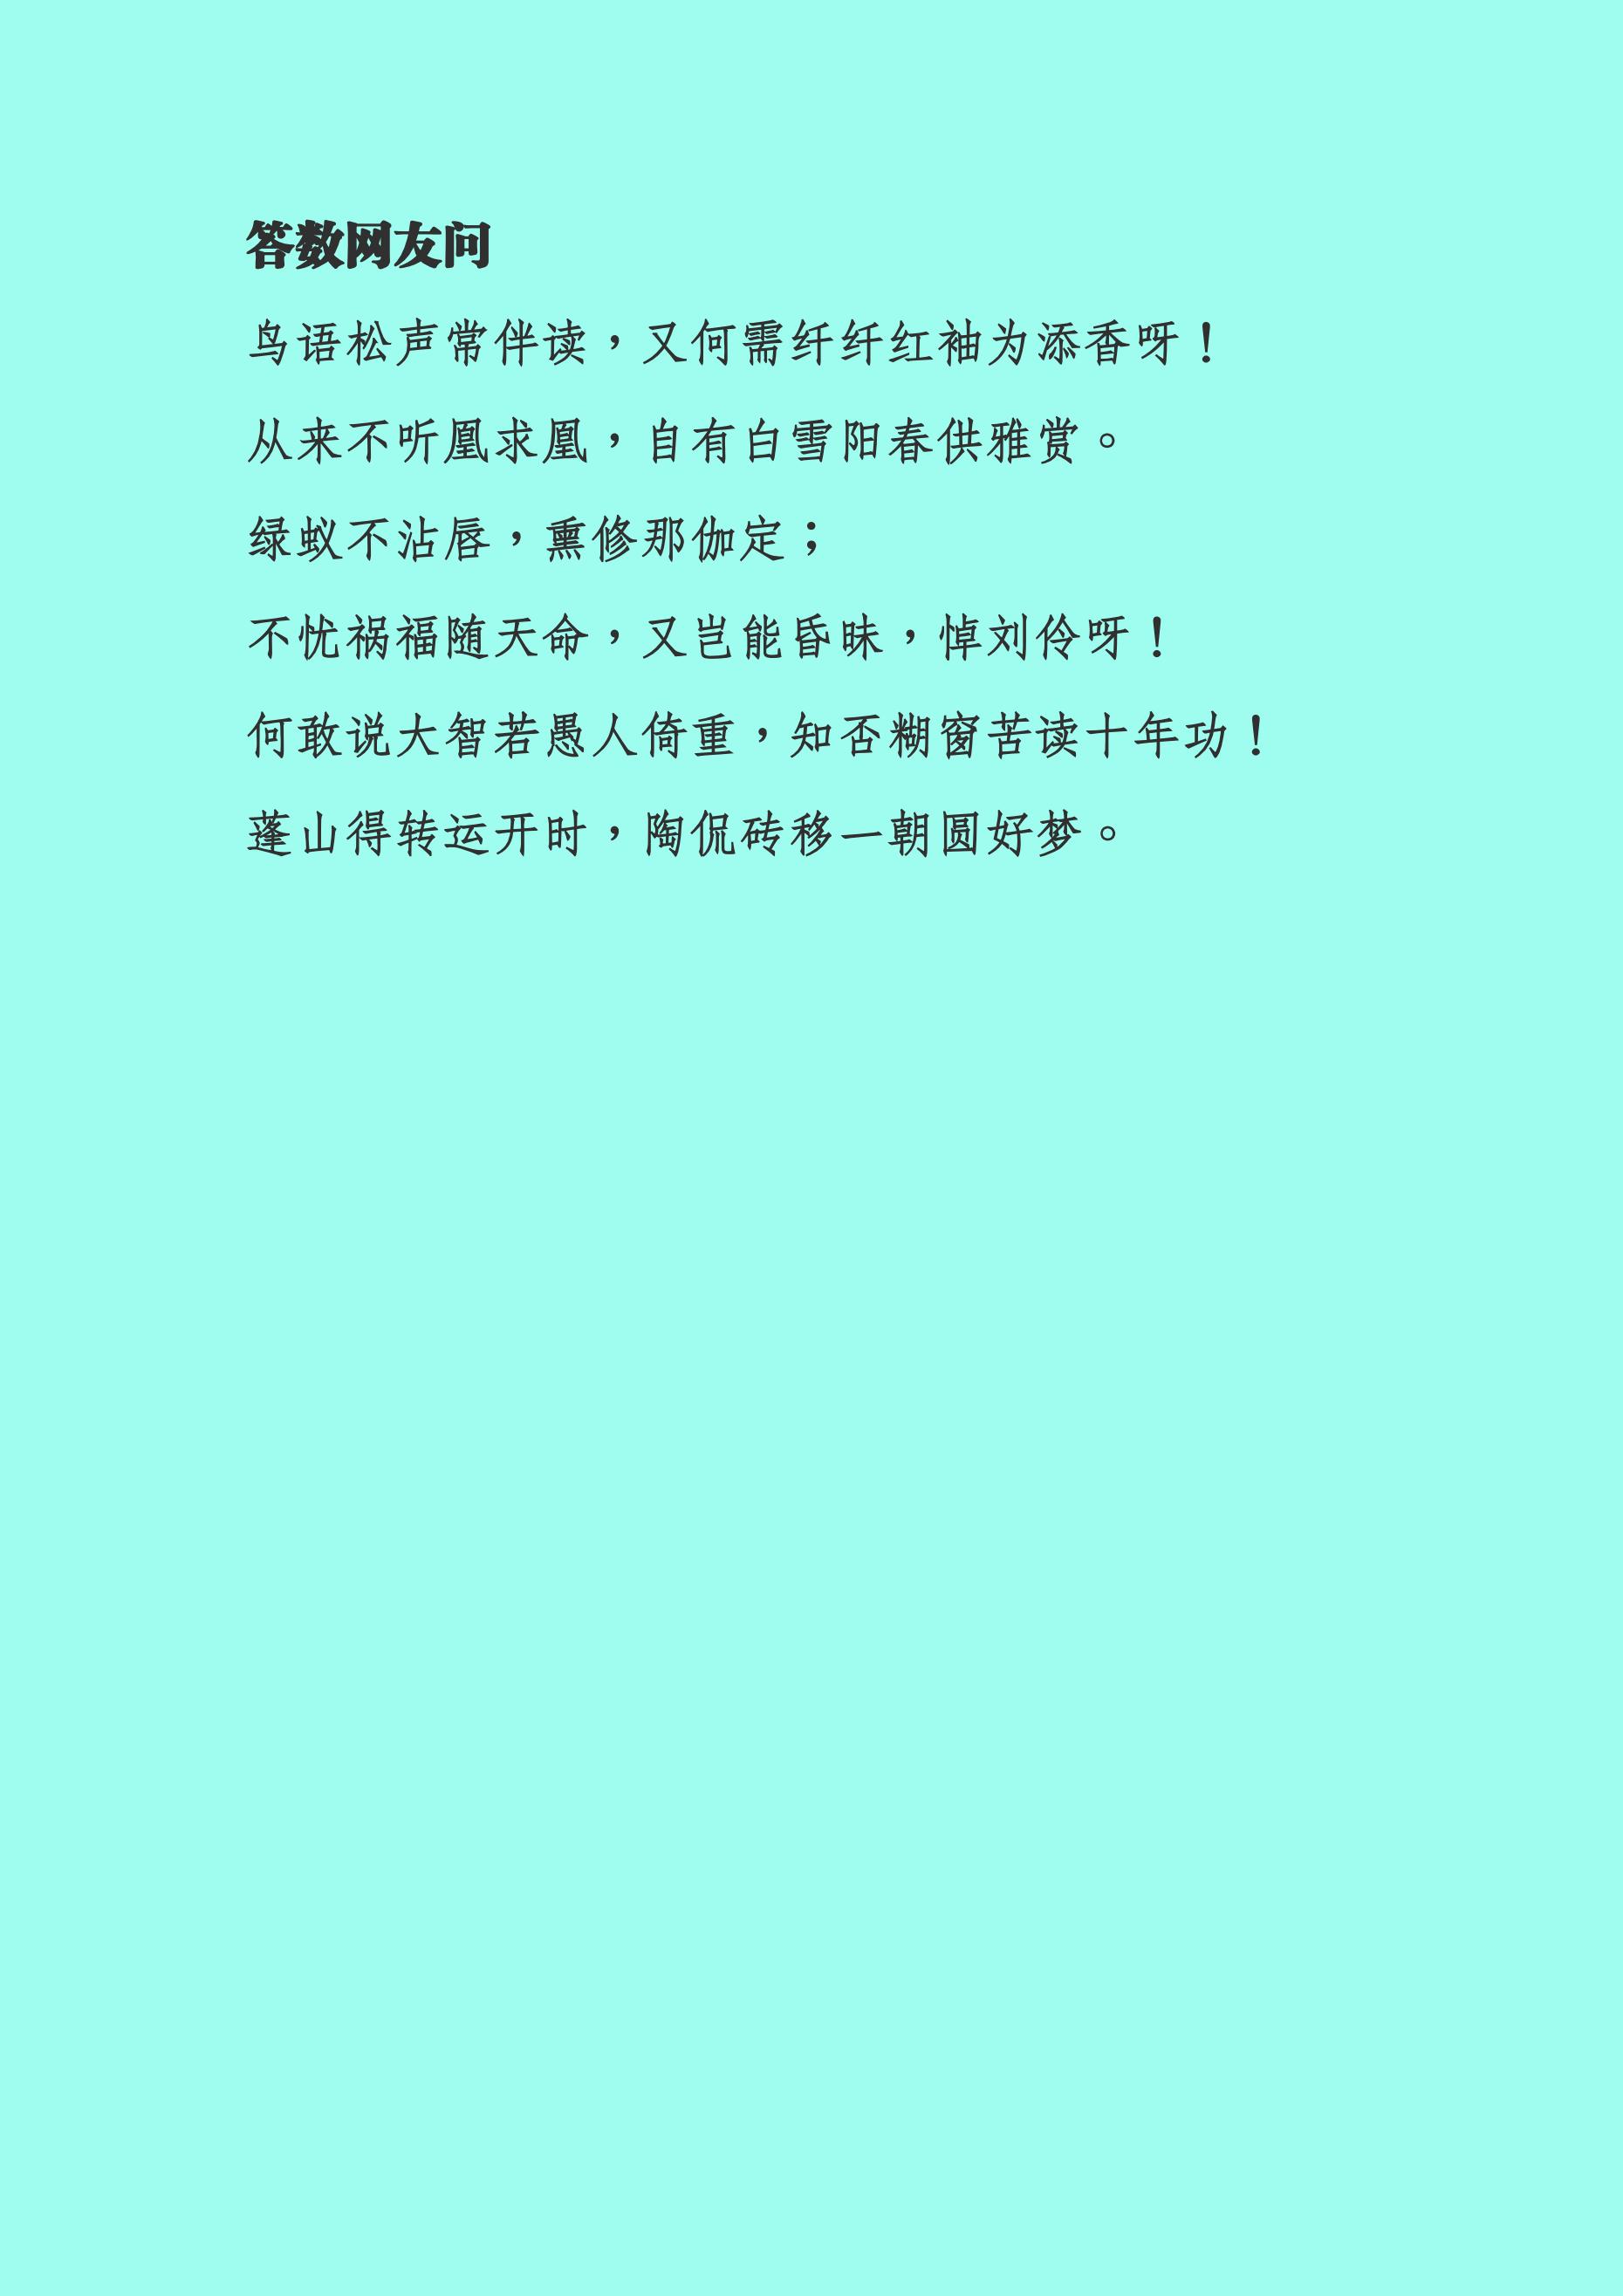 答数网友问
鸟语松声常伴读，又何需纤纤红袖为添香呀！
从来不听凰求凰，自有白雪阳春供雅赏。
绿蚁不沾唇，熏修那伽定；
不忧祸福随天命，又岂能昏昧，悼刘伶呀！
何敢说大智若愚人倚重，知否糊窗苦读十年功！
蓬山得转运开时，陶侃砖移一朝圆好梦。